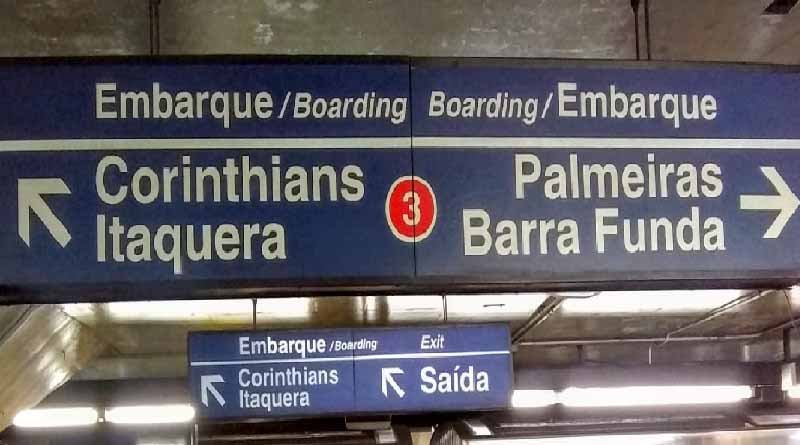 Embarque / Boarding
Corinthians
Itaquera
3
Boarding / Embarque
Palmeiras
Barra Funda
Embarque / Boarding
Corinthians
Itaquera
Exit
Saída